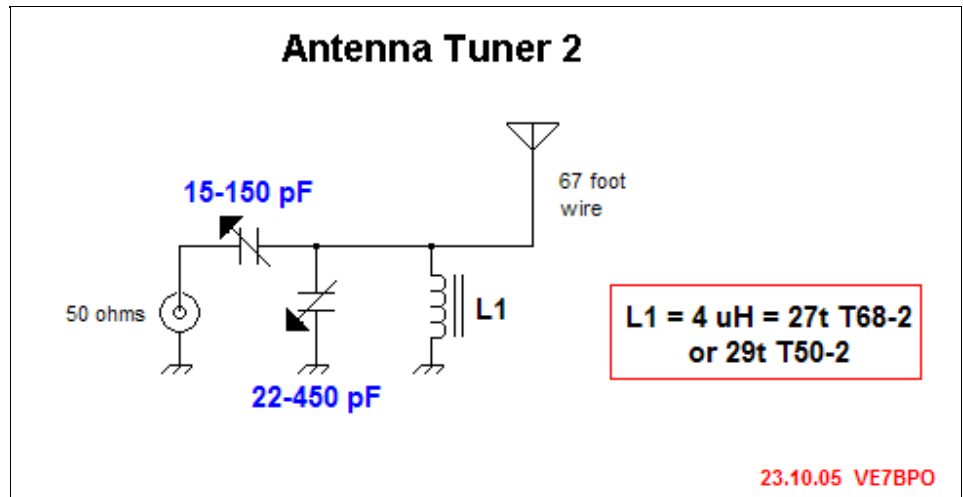 Antenna Tuner 2
15-150 pF
67 foot
wire
50 ohms
L1
22-450 pF
L1 = 4 uH = 27t T68-2
or 29t T50-2
23.10.05 VE7BPO